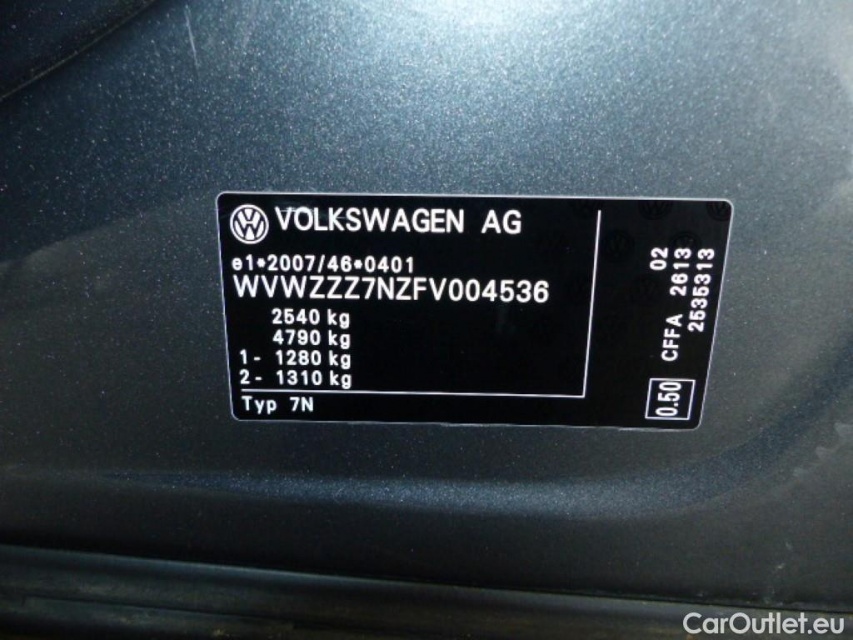 VOLKSWAGEN AG
e1*2007/46*0401
WVWZZZ7NZFV004536
2540 kg
4790 kg
1- 1280 kg
2- 1310 kg
Typ 7N
02
CFFA 2613
2535313
0.50
CarOutlet.eu